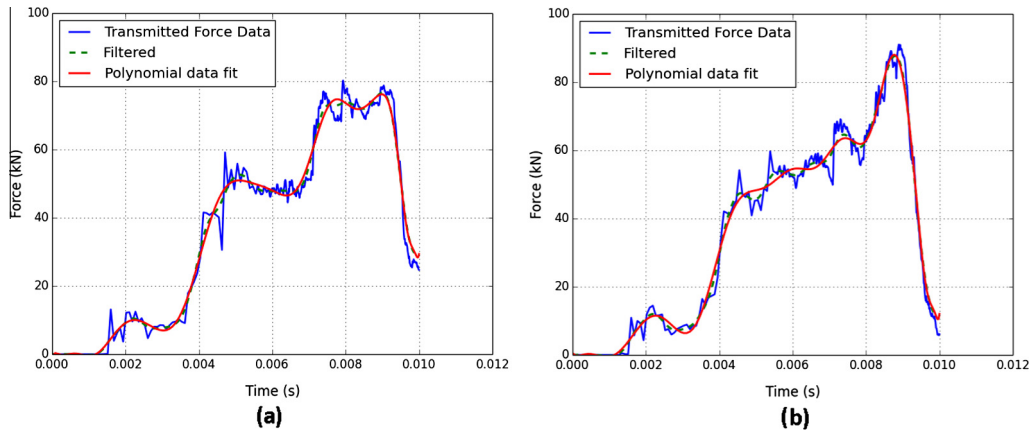 100
80
60
40
20
0
Force (kN)
Transmitted Force Data
Filtered
Polynomial data fit
0.000 0.002 0.004 0.006 0.008 0.010 0.012
Time (s)
(a)
100
80
60
40
20
0
Force (kN)
Transmitted Force Data
Filtered
Polynomial data fit
0.000 0.002 0.004 0.006 0.008 0.010 0.012
Time (s)
(b)